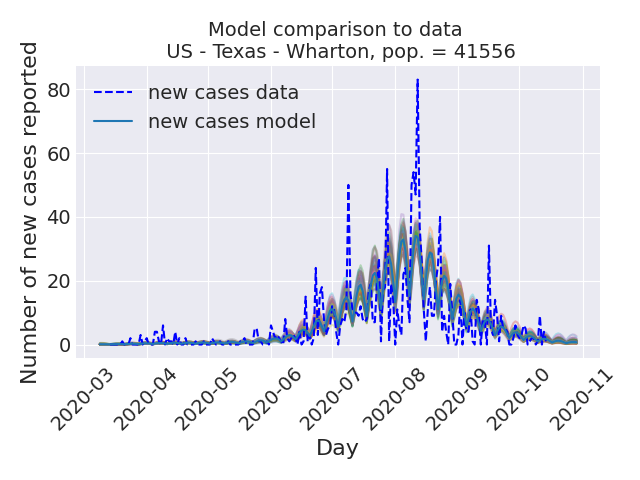 Model comparison to data
US - Texas - Wharton, pop. = 41556
Number of new cases reported
80
60
40
20
0
new cases data
new cases model
2020-03
2020-04
2020-05
2020-06
2020-07
2020-08
2020-09
2020-10
2020-11
Day